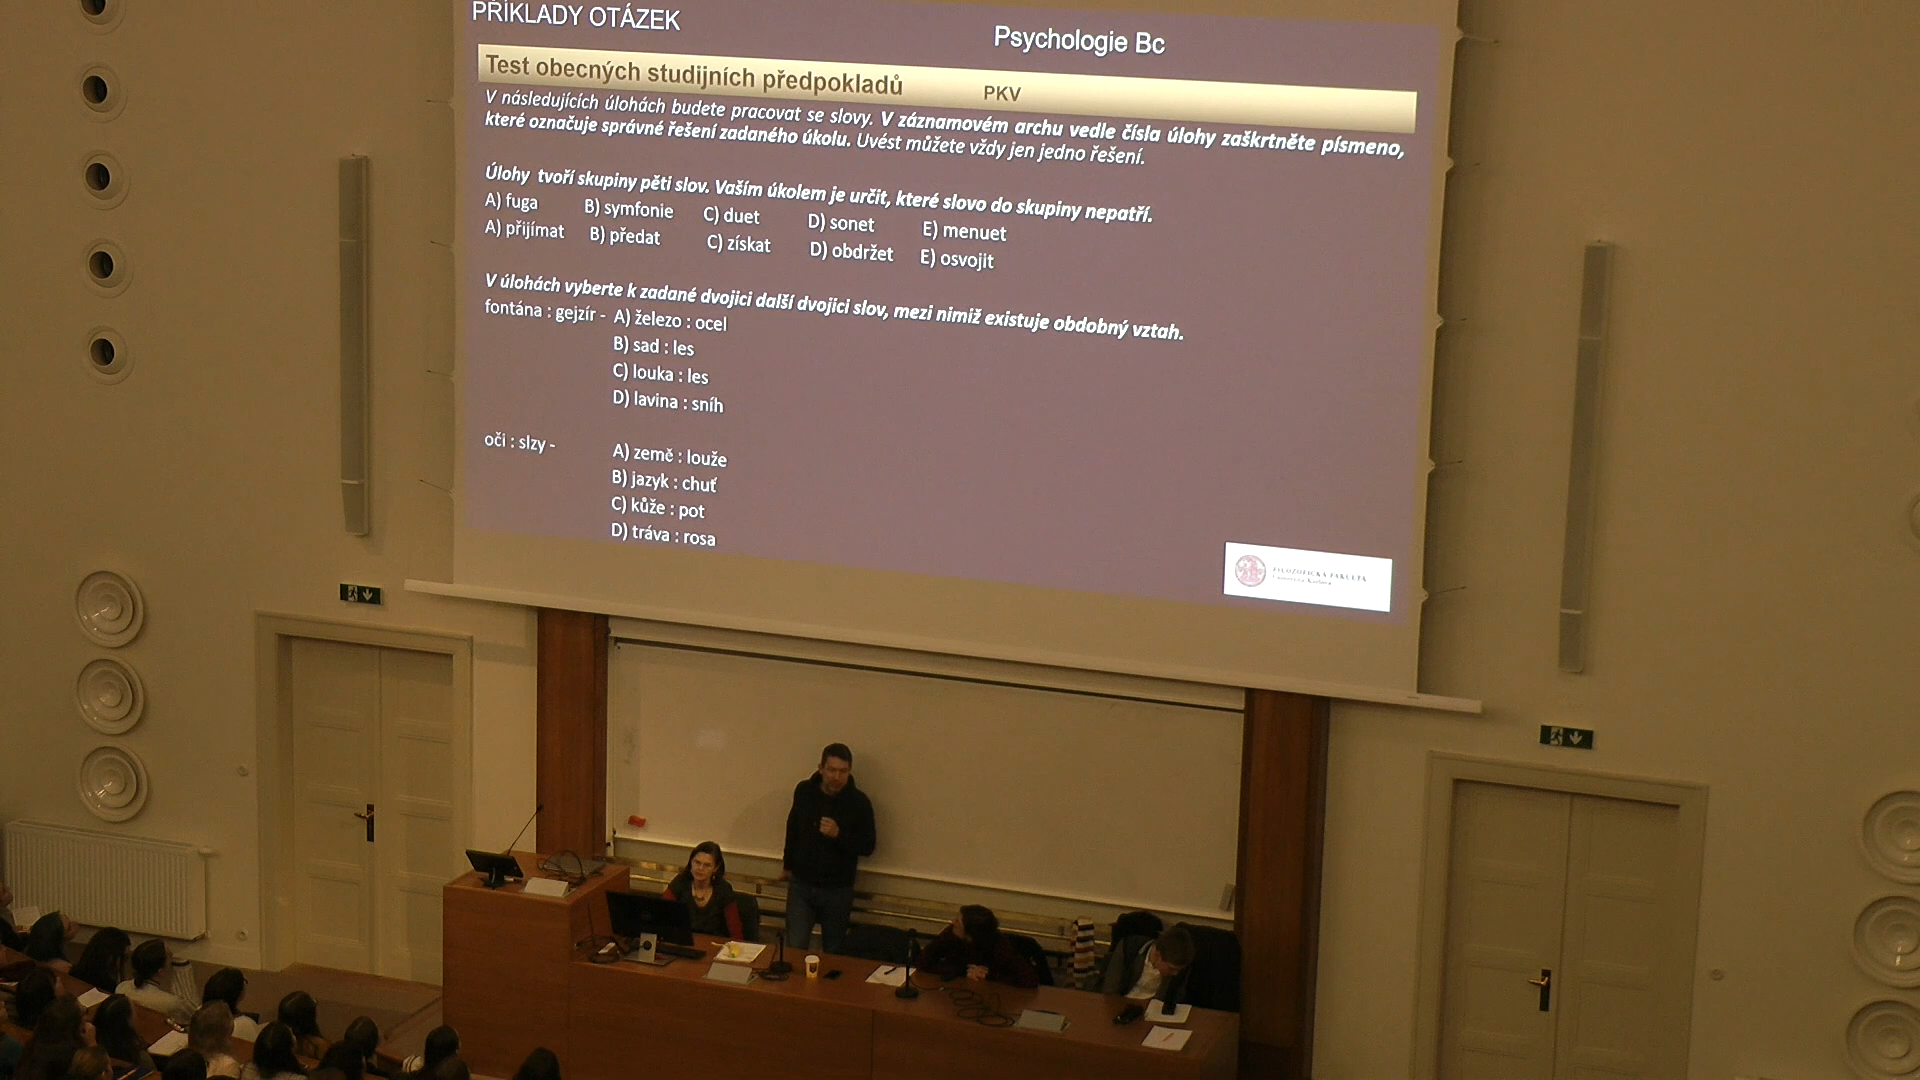 PŘÍKLADY OTÁZEK
Psychologie Bc
Test obecných studijních předpokladů PKV
V následujících úlohách budete pracovat se slovy. V záznamovém archu vedle čísla úlohy zaškrtněte písmeno,
které označuje správné řešení zadaného úkolu. Uvést můžete vždy jen jedno řešení.
Úlohy tvoří skupiny pěti slov. Vaším úkolem je určit, které slovo do skupiny nepatří.
A) fuga B) symfonie C) duet D) sonet E) menuet
A) přijímat B) předat C) získat D) obdržet E) osvojit
V úlohách vyberte k zadané dvojici další dvojici slov, mezi nimiž existuje obdobný vztah.
fontána : gejzír - A) železo : ocel
B) sad : les
C) louka : les
D) lavina : sníh
oči : slzy - A) země : louže
B) jazyk : chuť
C) kůže : pot
D) tráva : rosa
FILOZOFICKÁ FAKULTA
Univerzita Karlova